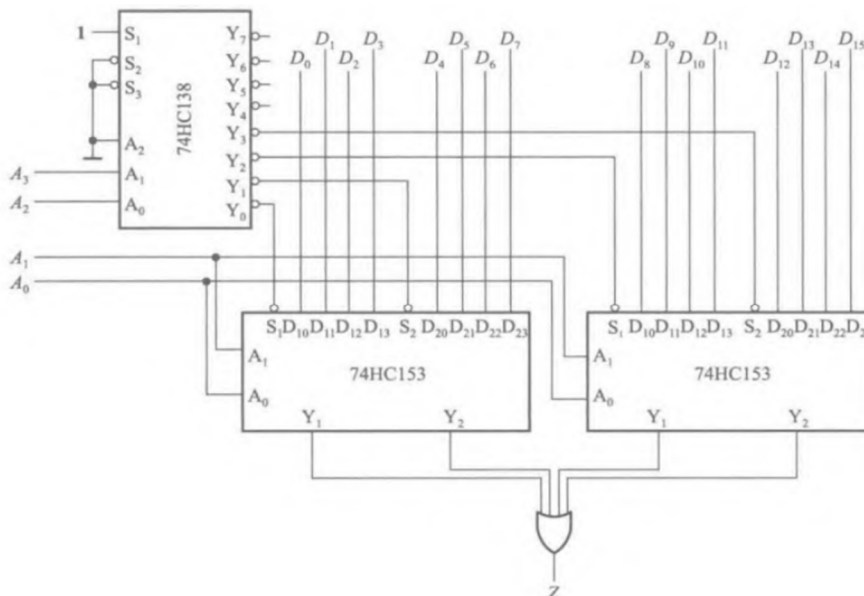 1
S₁
S₂
S₃
A₂
A₁
A₀
74HC138
Y₇
Y₆
Y₅
Y₄
Y₃
Y₂
Y₁
Y₀
A₃
A₂
A₁
A₀
D₁ D₃ D₅ D₇ D₉ D₁₁ D₁₃ D₁₅
D₀ D₂ D₄ D₆ D₈ D₁₀ D₁₂ D₁₄
S₁ D₁₀ D₁₁ D₁₂ D₁₃ S₂ D₂₀ D₂₁ D₂₂ D₂₃
A₁
74HC153
A₀
Y₁ Y₂
S₁ D₁₀ D₁₁ D₁₂ D₁₃ S₂ D₂₀ D₂₁ D₂₂
A₁
74HC153
A₀
Y₁ Y₂
Z